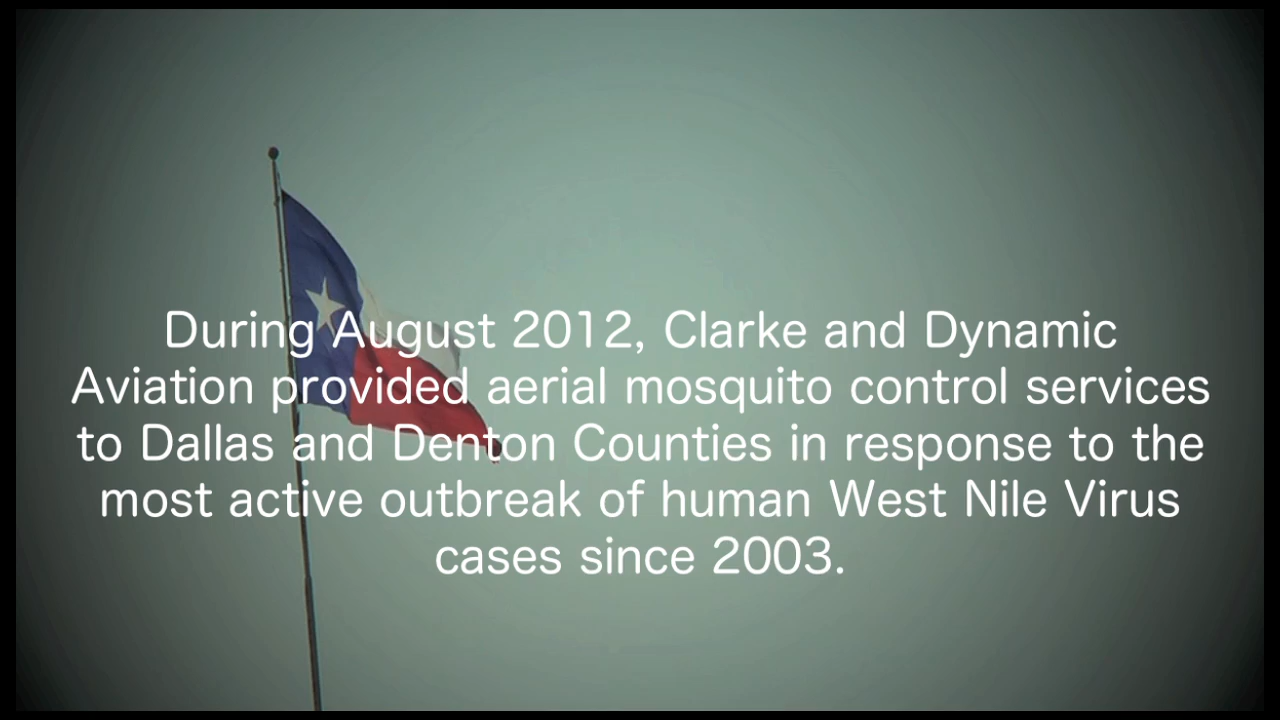 During August 2012, Clarke and Dynamic
Aviation provided aerial mosquito control services
to Dallas and Denton Counties in response to the
most active outbreak of human West Nile Virus
cases since 2003.